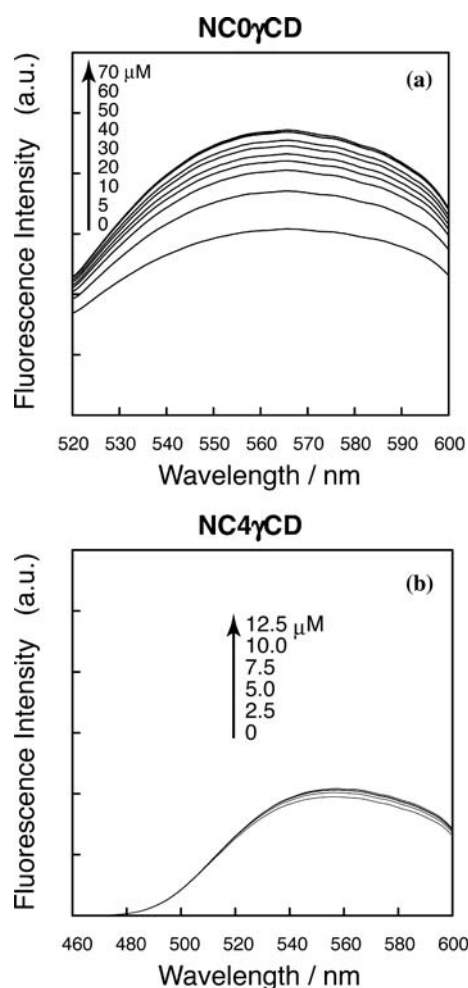 NC0γCD
(a)
70 μM
60
50
40
30
20
10
5
0
Fluorescence Intensity (a.u.)
520 530 540 550 560 570 580 590 600
Wavelength / nm
NC4γCD
(b)
12.5 μM
10.0
7.5
5.0
2.5
0
Fluorescence Intensity (a.u.)
460 480 500 520 540 560 580 600
Wavelength / nm